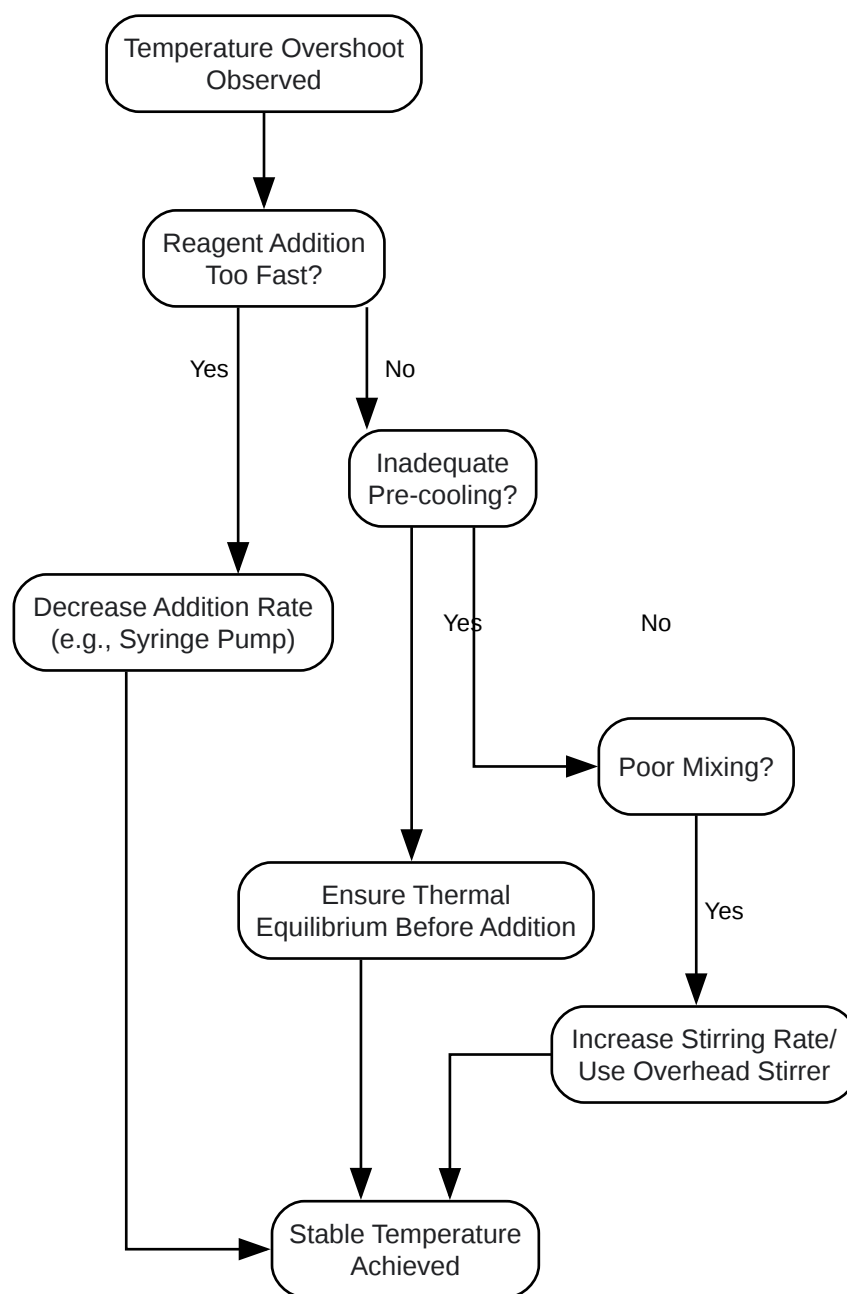 Temperature Overshoot
Observed
Reagent Addition
Too Fast?
Yes
No
Inadequate
Pre-cooling?
Decrease Addition Rate
(e.g., Syringe Pump)
Yes
No
Poor Mixing?
Ensure Thermal
Equilibrium Before Addition
Yes
Increase Stirring Rate/
Use Overhead Stirrer
Stable Temperature
Achieved